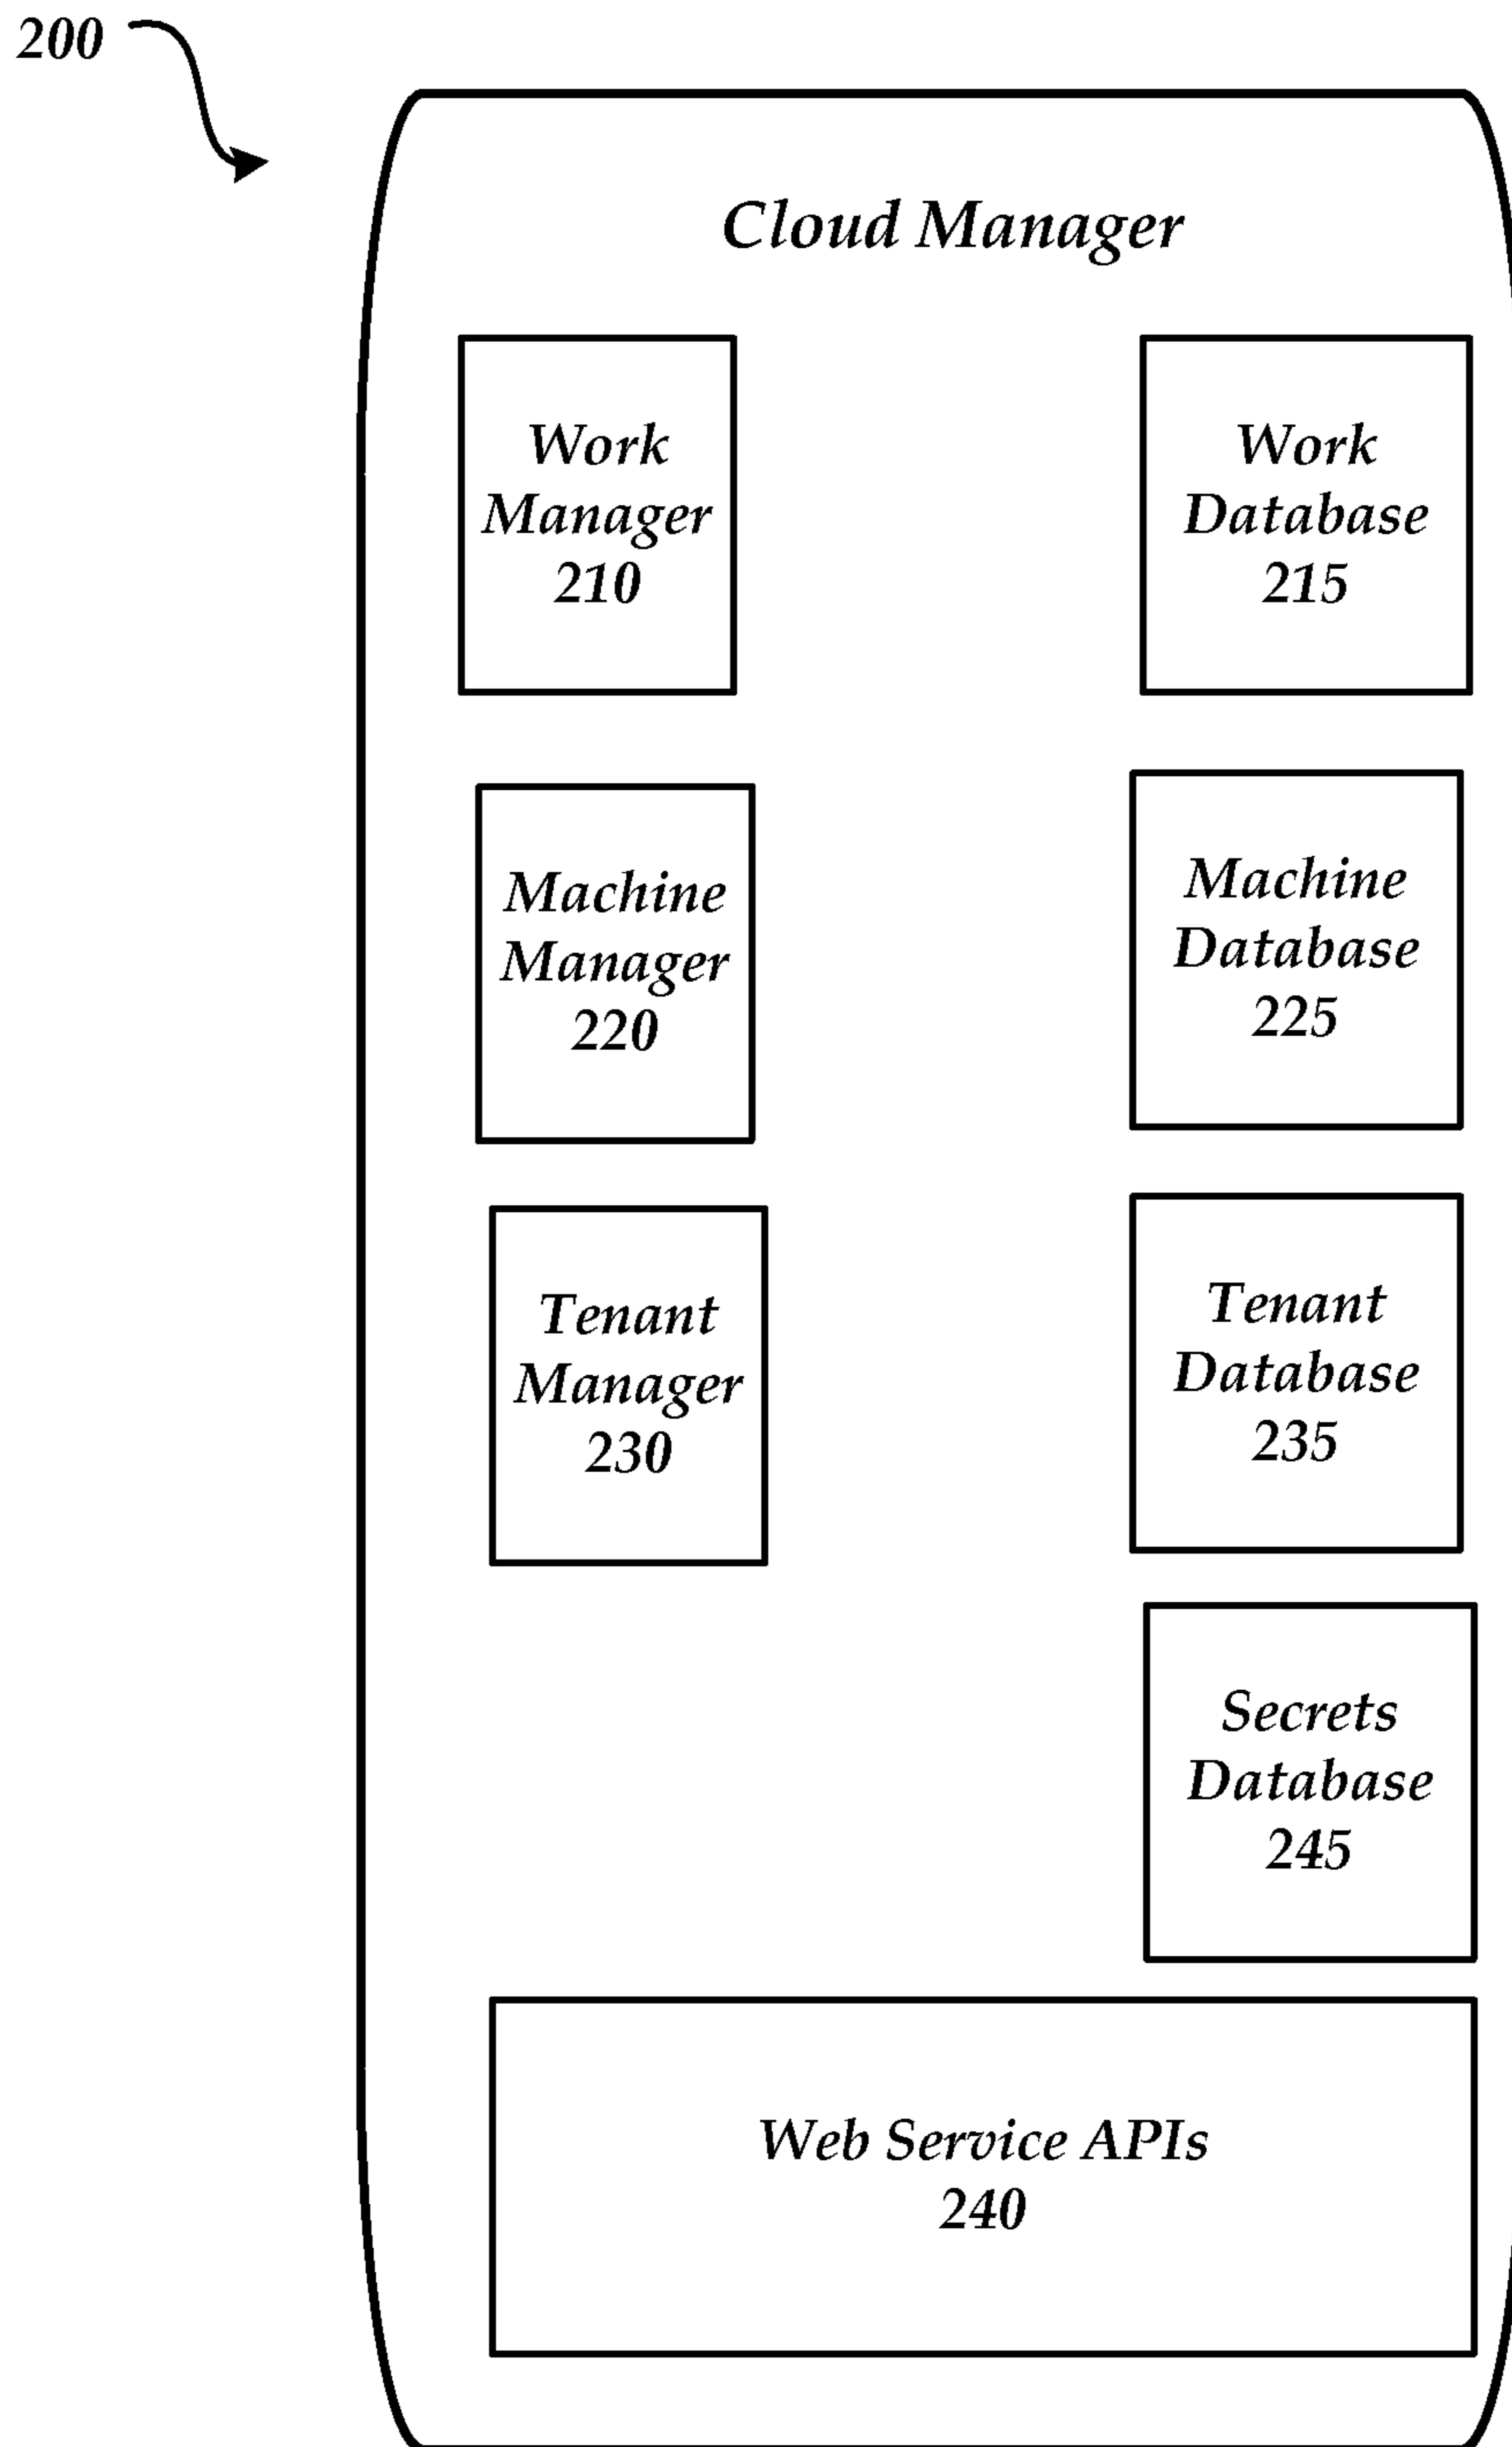 200
Cloud Manager
Work
Manager
210
Work
Database
215
Machine
Manager
220
Machine
Database
225
Tenant
Manager
230
Tenant
Database
235
Secrets
Database
245
Web Service APIs
240